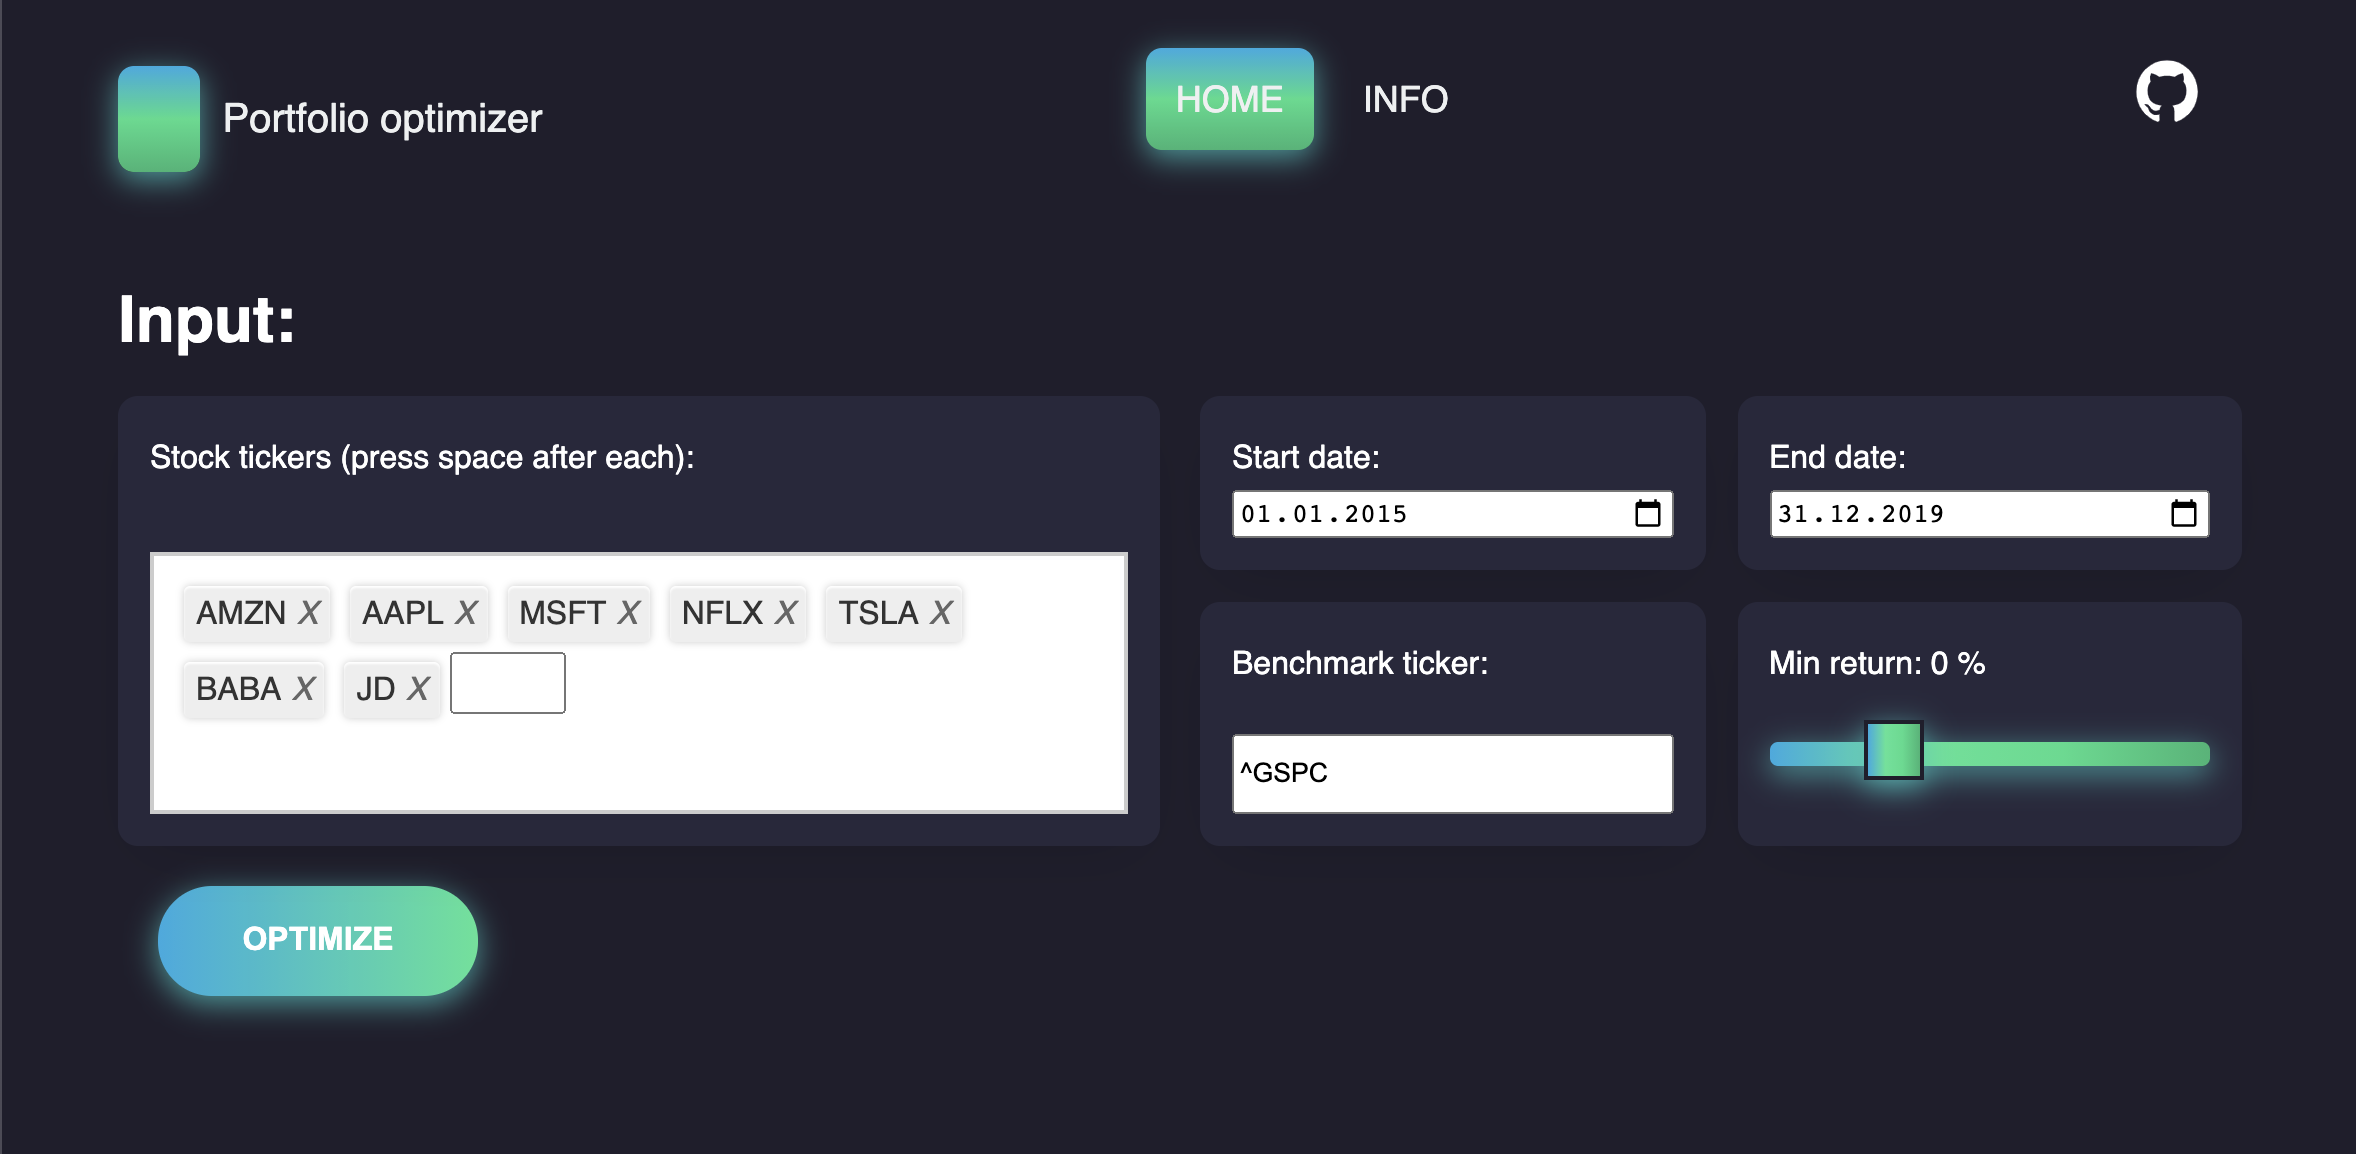 Portfolio optimizer
HOME
INFO
Input:
Stock tickers (press space after each):
AMZN X AAPL X MSFT X NFLX X TSLA X
BABA X JD X
Start date:
01.01.2015
End date:
31.12.2019
Benchmark ticker:
^GSPC
Min return: 0 %
OPTIMIZE